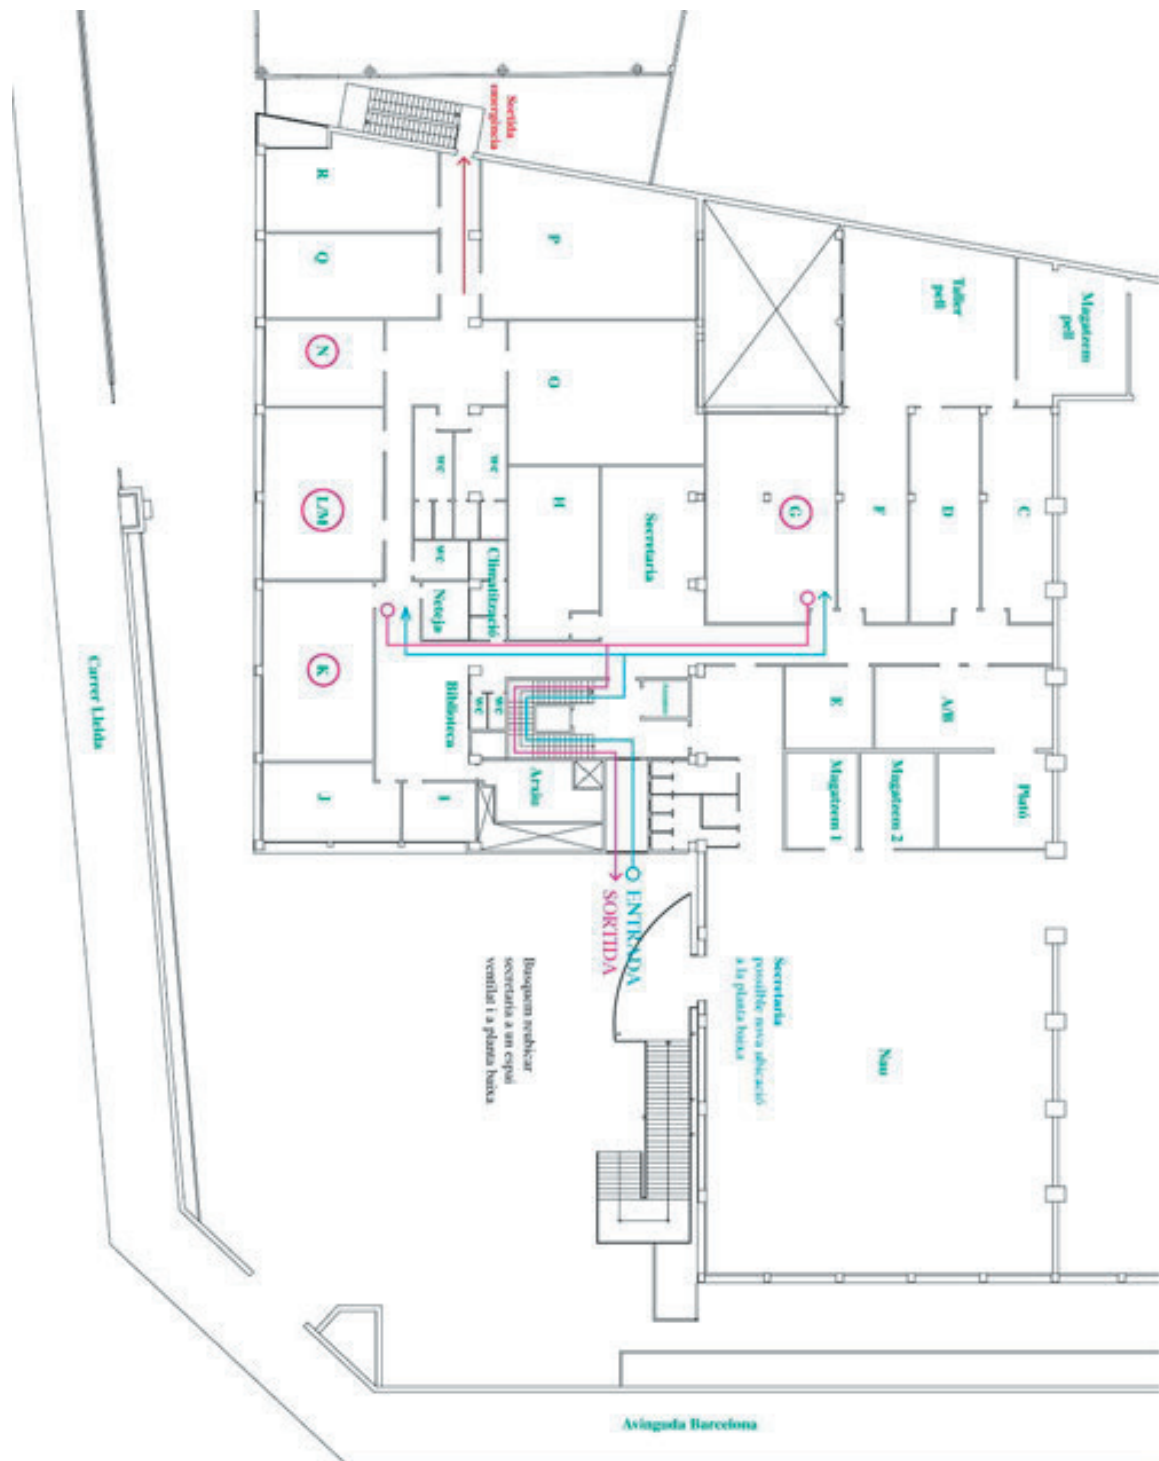 Sortida
emergència
R
P
Q
Taller
pell
Magatzem
pell
N
O
wc
wc
L/M
H
Secretaria
G
F
D
C
wc
Climatització
Neteja
K
Biblioteca
wc
wc
E
A/B
Carrer Lleida
J
I
Arxiu
Magatzem 1
Magatzem 2
Plató
ENTRADA
SORTIDA
Busquem reubicar
secretaria a un espai
ventilat i a planta baixa
Secretaria
possible nova ubicació
a la planta baixa
Nau
Avinguda Barcelona